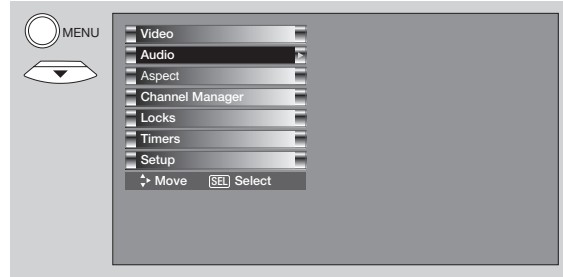 MENU
Video
Audio
Aspect
Channel Manager
Locks
Timers
Setup
Move SEL Select